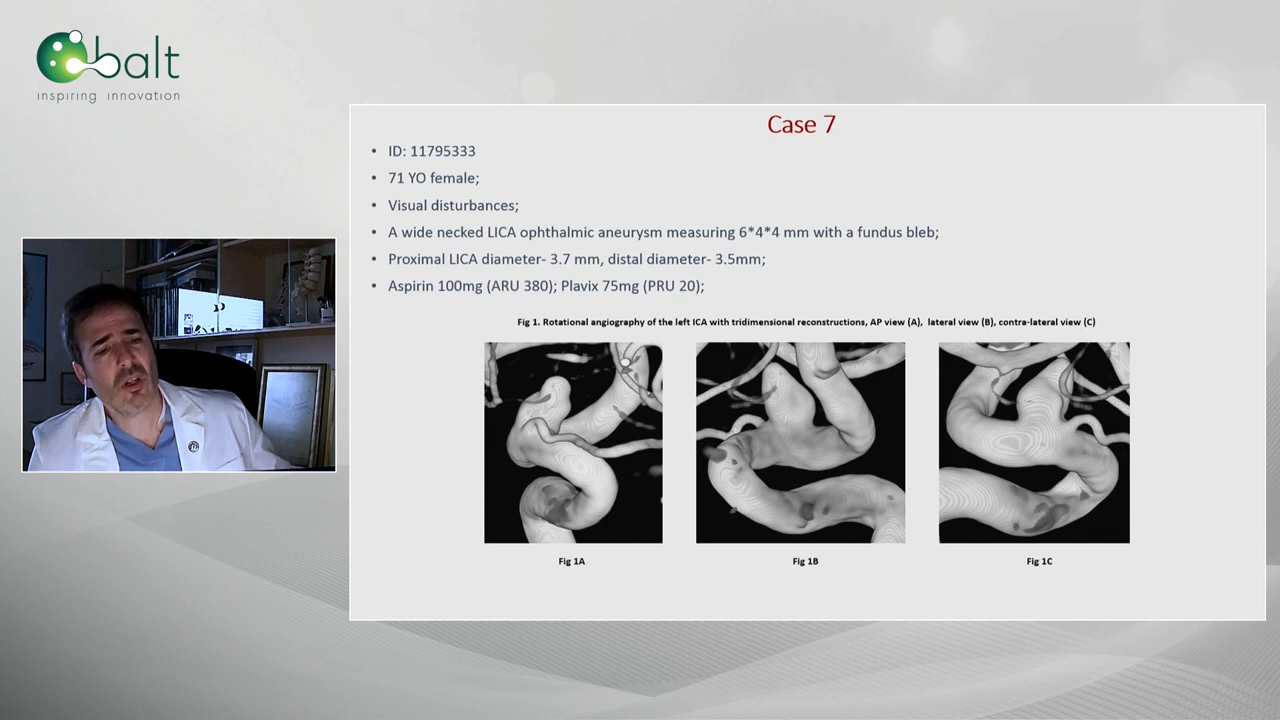 balt
inspiring innovation
Case 7
• ID: 11795333
• 71 YO female;
• Visual disturbances;
• A wide necked LICA ophthalmic aneurysm measuring 6*4*4 mm with a fundus bleb;
• Proximal LICA diameter- 3.7 mm, distal diameter- 3.5mm;
• Aspirin 100mg (ARU 380); Plavix 75mg (PRU 20);
Fig 1. Rotational angiography of the left ICA with tridimensional reconstructions, AP view (A), lateral view (B), contra-lateral view (C)
Fig 1A
Fig 1B
Fig 1C